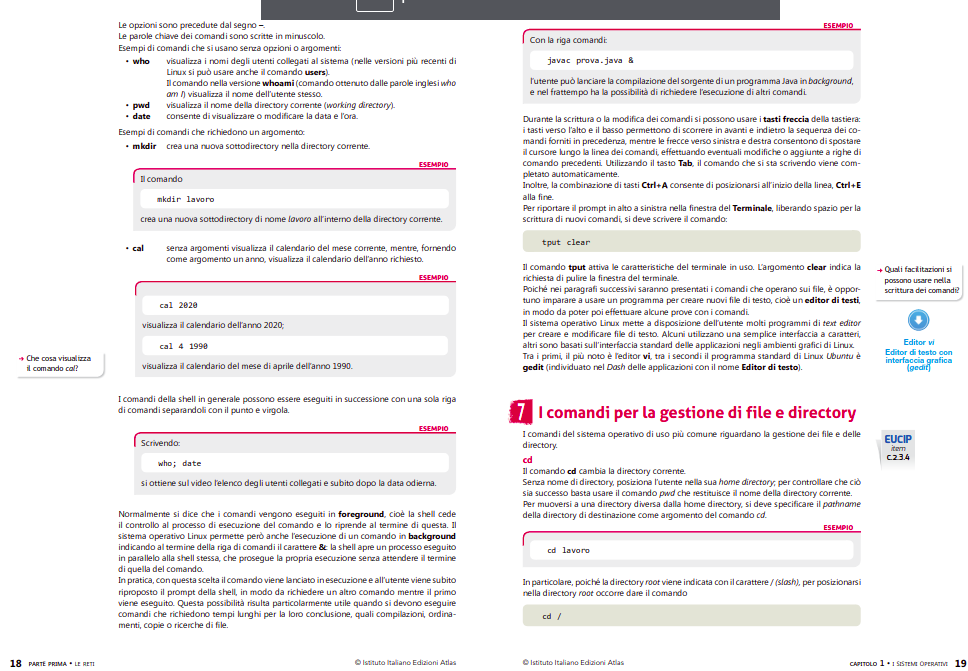 Le opzioni sono precedute dal segno –.
Le parole chiave dei comandi sono scritte in minuscolo.
Esempi di comandi che si usano senza opzioni o argomenti:
• who visualizza i nomi degli utenti collegati al sistema (nelle versioni più recenti di
Linux si può usare anche il comando users).
Il comando nella versione whoami (comando ottenuto dalle parole inglesi who
am I) visualizza il nome dell'utente stesso.
• pwd visualizza il nome della directory corrente (working directory).
• date consente di visualizzare o modificare la data e l'ora.
Esempi di comandi che richiedono un argomento:
• mkdir crea una nuova sottodirectory nella directory corrente.
ESEMPIO
Il comando
mkdir lavoro
crea una nuova sottodirectory di nome lavoro all'interno della directory corrente.
• cal senza argomenti visualizza il calendario del mese corrente, mentre, fornendo
come argomento un anno, visualizza il calendario dell'anno richiesto.
ESEMPIO
cal 2020
visualizza il calendario dell'anno 2020;
cal 4 1990
visualizza il calendario del mese di aprile dell'anno 1990.
➔ Che cosa visualizza
il comando cal?
I comandi della shell in generale possono essere eseguiti in successione con una sola riga
di comandi separandoli con il punto e virgola.
ESEMPIO
Scrivendo:
who; date
si ottiene sul video l'elenco degli utenti collegati e subito dopo la data odierna.
Normalmente si dice che i comandi vengono eseguiti in foreground, cioè la shell cede
il controllo al processo di esecuzione del comando e lo riprende al termine di questa. Il
sistema operativo Linux permette però anche l'esecuzione di un comando in background
indicando al termine della riga di comandi il carattere &: la shell apre un processo eseguito
in parallelo alla shell stessa, che prosegue la propria esecuzione senza attendere il termine
di quella del comando.
In pratica, con questa scelta il comando viene lanciato in esecuzione e all'utente viene subito
riproposto il prompt della shell, in modo da richiedere un altro comando mentre il primo
viene eseguito. Questa possibilità risulta particolarmente utile quando si devono eseguire
comandi che richiedono tempi lunghi per la loro conclusione, quali compilazioni, ordina-
menti, copie o ricerche di file.
18 PARTE PRIMA • LE RETI
© Istituto Italiano Edizioni Atlas
ESEMPIO
Con la riga comandi:
javac prova.java &
l'utente può lanciare la compilazione del sorgente di un programma Java in background,
e nel frattempo ha la possibilità di richiedere l'esecuzione di altri comandi.
Durante la scrittura o la modifica dei comandi si possono usare i tasti freccia della tastiera:
i tasti verso l'alto e il basso permettono di scorrere in avanti e indietro la sequenza dei co-
mandi forniti in precedenza, mentre le frecce verso sinistra e destra consentono di spostare
il cursore lungo la linea dei comandi, effettuando eventuali modifiche o aggiunte a righe di
comando precedenti. Utilizzando il tasto Tab, il comando che si sta scrivendo viene com-
pletato automaticamente.
Inoltre, la combinazione di tasti Ctrl+A consente di posizionarsi all'inizio della linea, Ctrl+E
alla fine.
Per riportare il prompt in alto a sinistra nella finestra del Terminale, liberando spazio per la
scrittura di nuovi comandi, si deve scrivere il comando:
tput clear
Il comando tput attiva le caratteristiche del terminale in uso. L'argomento clear indica la
richiesta di pulire la finestra del terminale.
Poiché nei paragrafi successivi saranno presentati i comandi che operano sui file, è oppor-
tuno imparare a usare un programma per creare nuovi file di testo, cioè un editor di testi,
in modo da poter poi effettuare alcune prove con i comandi.
Il sistema operativo Linux mette a disposizione dell'utente molti programmi di text editor
per creare e modificare file di testo. Alcuni utilizzano una semplice interfaccia a caratteri,
altri sono basati sull'interfaccia standard delle applicazioni negli ambienti grafici di Linux.
Tra i primi, il più noto è l'editor vi, tra i secondi il programma standard di Linux Ubuntu è
gedit (individuato nel Dash delle applicazioni con il nome Editor di testo).
➔ Quali facilitazioni si
possono usare nella
scrittura dei comandi?
Editor vi
Editor di testo con
interfaccia grafica
(gedit)
7 I comandi per la gestione di file e directory
I comandi del sistema operativo di uso più comune riguardano la gestione dei file e delle
directory.
EUCIP
item
C.2.3.4
cd
Il comando cd cambia la directory corrente.
Senza nome di directory, posiziona l'utente nella sua home directory; per controllare che ciò
sia successo basta usare il comando pwd che restituisce il nome della directory corrente.
Per muoversi a una directory diversa dalla home directory, si deve specificare il pathname
della directory di destinazione come argomento del comando cd.
ESEMPIO
cd lavoro
In particolare, poiché la directory root viene indicata con il carattere / (slash), per posizionarsi
nella directory root occorre dare il comando
cd /
© Istituto Italiano Edizioni Atlas
CAPITOLO 1 • I SISTEMI OPERATIVI 19